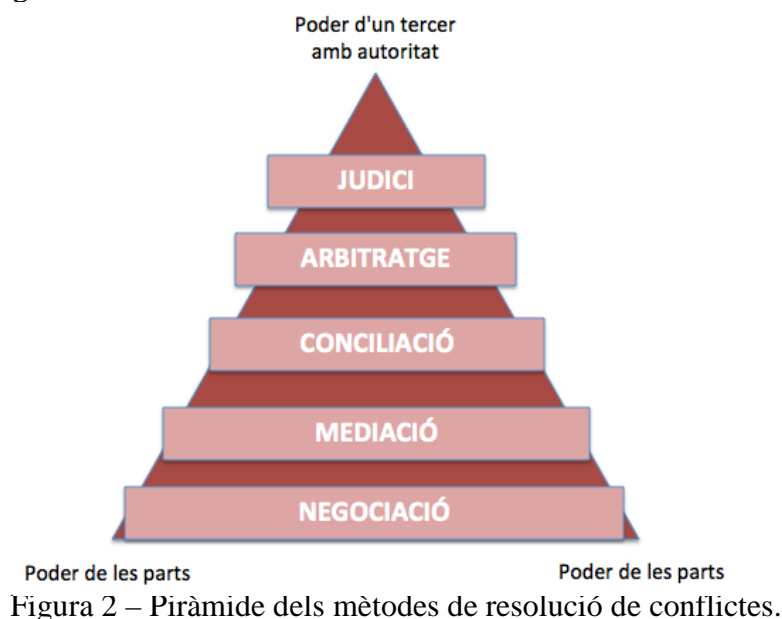 Poder d'un tercer
amb autoritat
JUDICI
ARBITRATGE
CONCILIACIÓ
MEDIACIÓ
NEGOCIACIÓ
Poder de les parts
Poder de les parts
Figura 2 – Piràmide dels mètodes de resolució de conflictes.